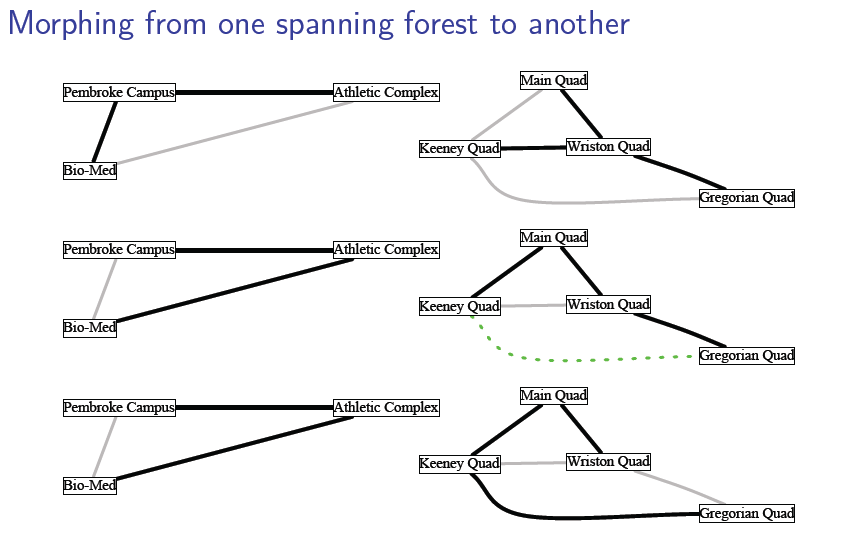 Morphing from one spanning forest to another
Main Quad
Pembroke Campus
Athletic Complex
Keeney Quad
Wriston Quad
Bio-Med
Gregorian Quad
Main Quad
Pembroke Campus
Athletic Complex
Keeney Quad
Wriston Quad
Bio-Med
Gregorian Quad
Main Quad
Pembroke Campus
Athletic Complex
Keeney Quad
Wriston Quad
Bio-Med
Gregorian Quad